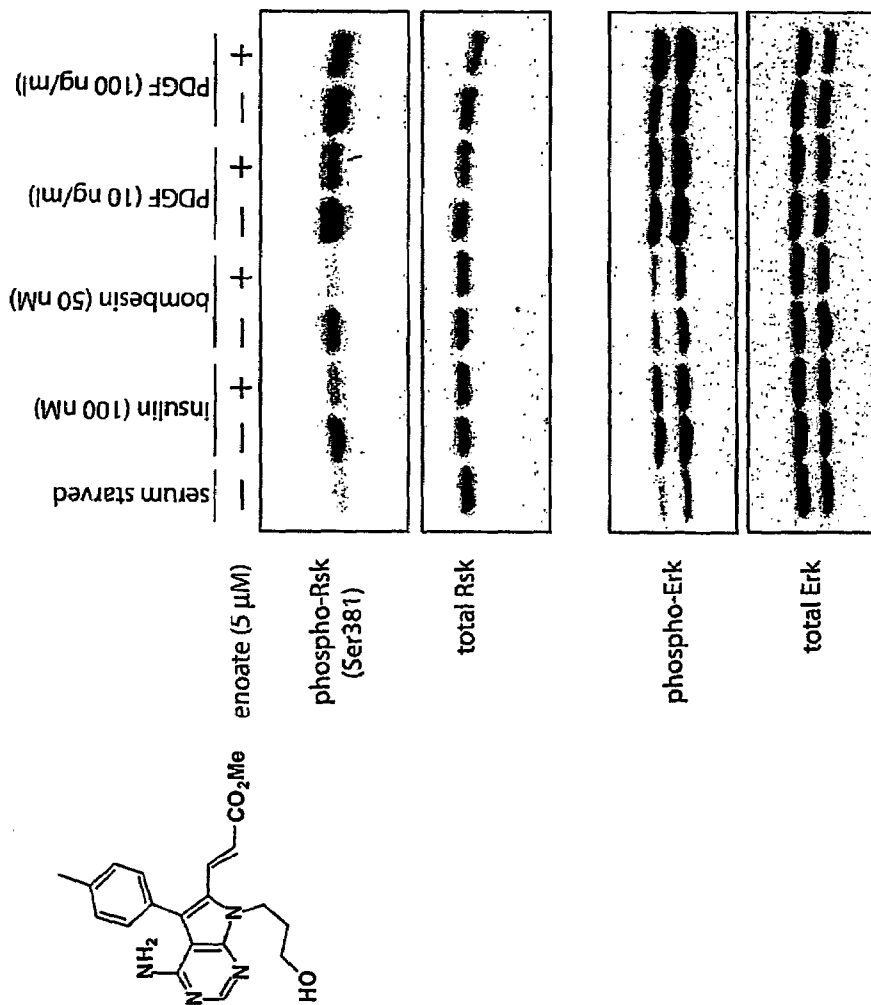 serum starved
insulin (100 nM)
bombesin (50 nM)
PDGF (10 ng/ml)
PDGF (100 ng/ml)
enoate (5 µM) − − + − + − + − +
phospho-Rsk
(Ser381)
total Rsk
phospho-Erk
total Erk
NH2
N
N
N
CO2Me
HO